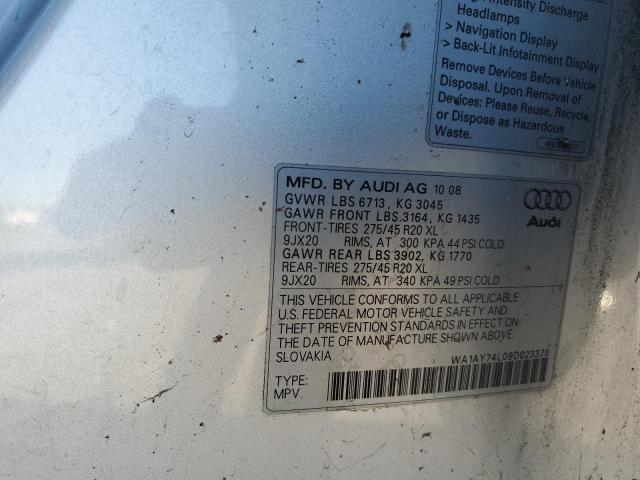 Intensity Discharge
Headlamps
> Navigation Display
> Back-Lit Infotainment Display
Remove Devices Before Vehicle
Disposal. Upon Removal of
Devices: Please Reuse, Recycle,
or Dispose as Hazardous
Waste.
MFD. BY AUDI AG 10 08
GVWR LBS 6713, KG 3045
GAWR FRONT LBS 3164, KG 1435
FRONT-TIRES 275/45 R20 XL
9JX20 RIMS, AT 300 KPA 44 PSI COLD
GAWR REAR LBS 3902, KG 1770
REAR-TIRES 275/45 R20 XL
9JX20 RIMS, AT 340 KPA 49 PSI COLD
Audi
THIS VEHICLE CONFORMS TO ALL APPLICABLE
U.S. FEDERAL MOTOR VEHICLE SAFETY AND
THEFT PREVENTION STANDARDS IN EFFECT ON
THE DATE OF MANUFACTURE SHOWN ABOVE.
SLOVAKIA WA1AY74L09D023370
TYPE:
MPV